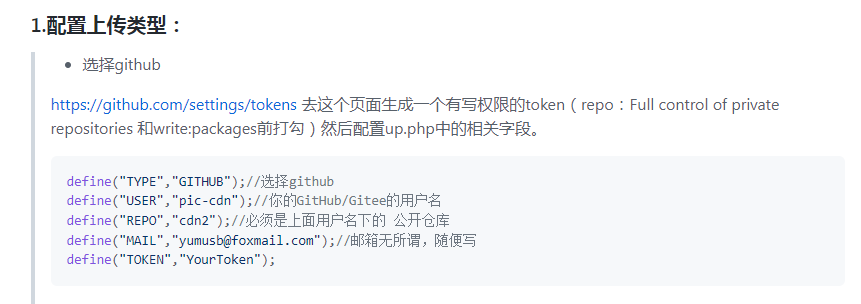 1.配置上传类型：
选择github
https://github.com/settings/tokens 去这个页面生成一个有写权限的token（repo：Full control of private
repositories 和write:packages前打勾）然后配置up.php中的相关字段。
define("TYPE","GITHUB");//选择github
define("USER","pic-cdn");//你的GitHub/Gitee的用户名
define("REPO","cdn2");//必须是上面用户名下的 公开仓库
define("MAIL","yumusb@foxmail.com");//邮箱无所谓，随便写
define("TOKEN","YourToken");